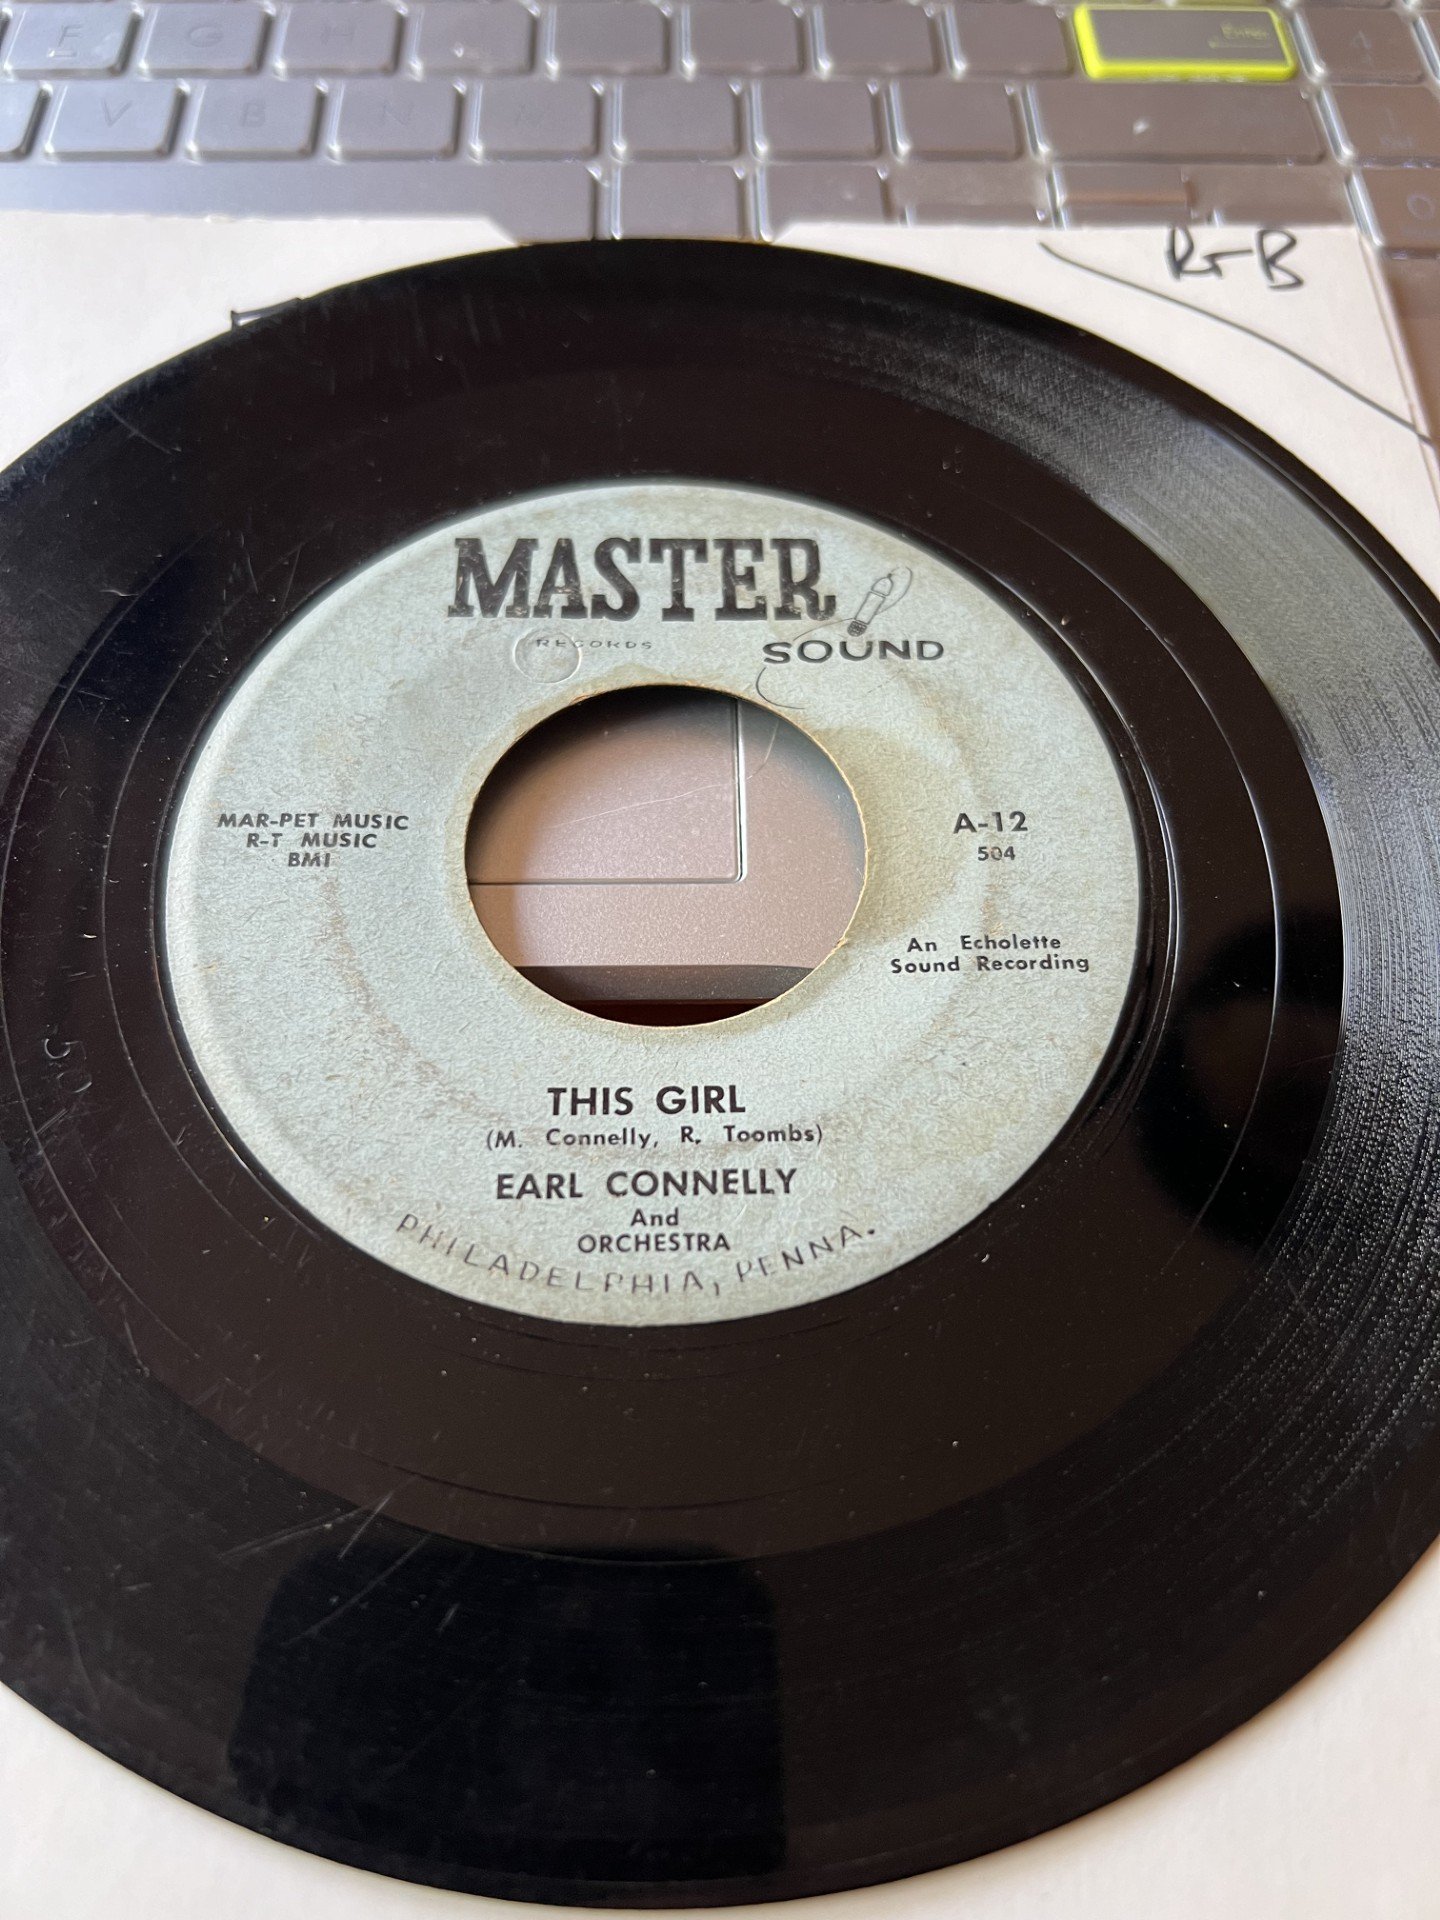 F G H
V B N M
Enter
R-B
MASTER
RECORDS
SOUND
MAR-PET MUSIC
R-T MUSIC
BMI
A-12
504
An Echolette
Sound Recording
THIS GIRL
(M. Connelly, R. Toombs)
EARL CONNELLY
And
ORCHESTRA
PHILADELPHIA, PENNA.